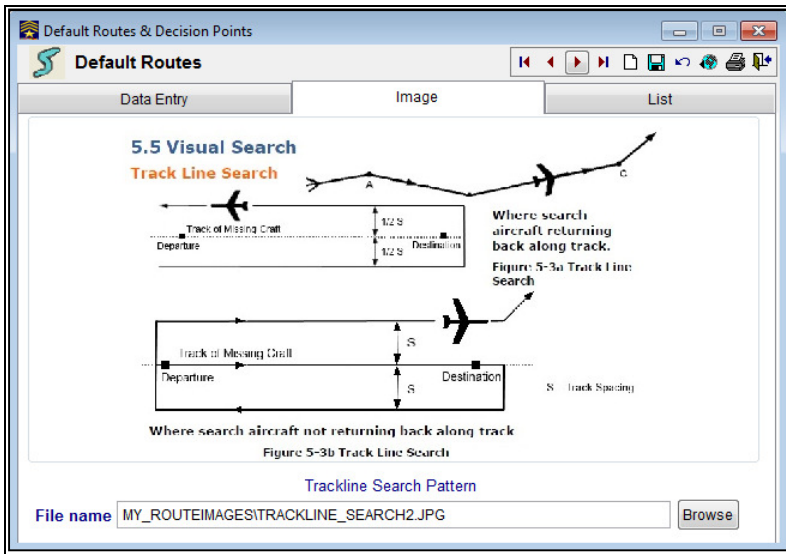 Default Routes & Decision Points
Default Routes
Data Entry
Image
List
5.5 Visual Search
Track Line Search
A
C
1/2 S
Track of Missing Craft
Departure
Destination
1/2 S
Where search
aircraft returning
back along track.
Figure 5-3a Track Line
Search
S
Track of Missing Craft
Departure
Destination
S
S Track Spacing
Where search aircraft not returning back along track
Figure 5-3b Track Line Search
Trackline Search Pattern
File name
MY_ROUTEIMAGES\TRACKLINE_SEARCH2.JPG
Browse